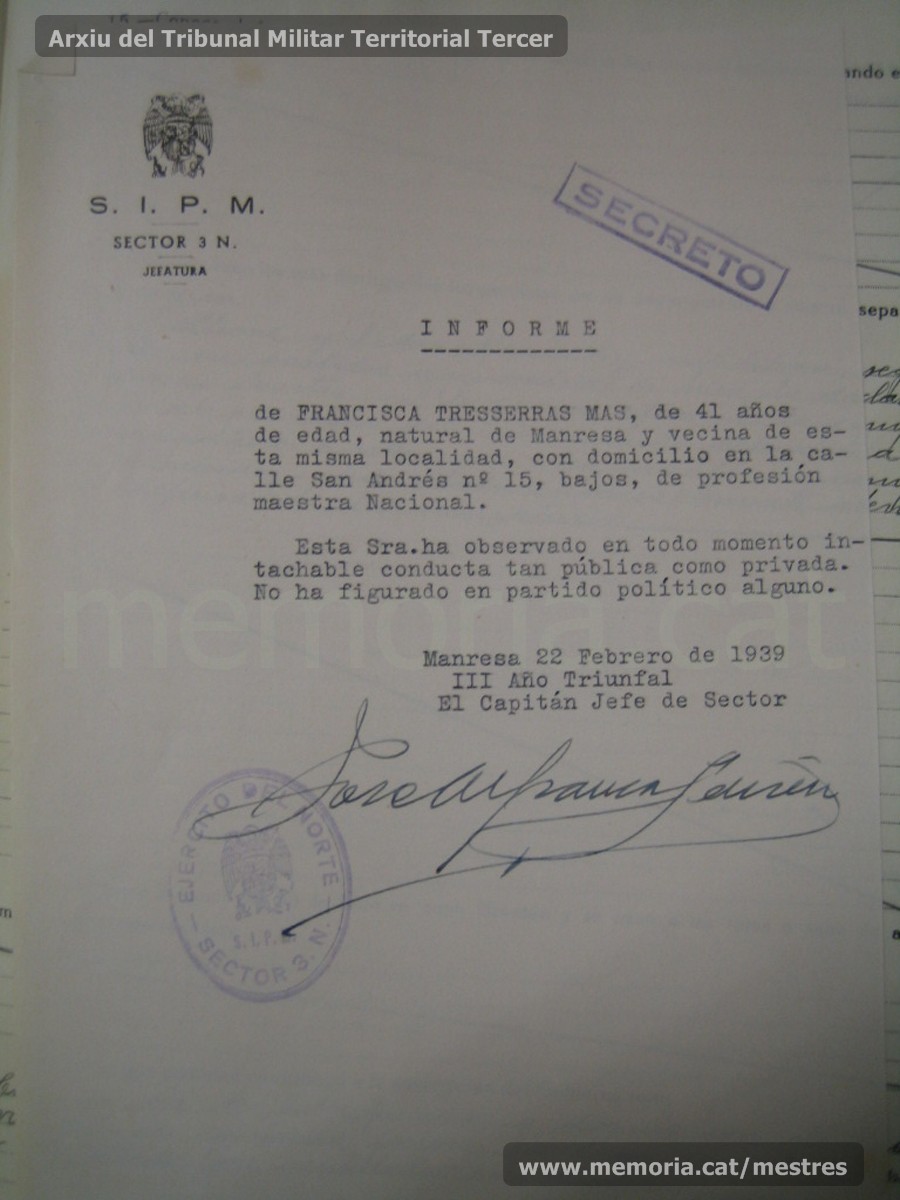 Arxiu del Tribunal Militar Territorial Tercer
S. I. P. M.
SECTOR 3 N.
JEFATURA
SECRETO
INFORME
de FRANCISCA TRESSERRAS MAS, de 41 años
de edad, natural de Manresa y vecina de es-
ta misma localidad, con domicilio en la ca-
lle San Andrés nº 15, bajos, de profesión
maestra Nacional.
Esta Sra.ha observado en todo momento in-
tachable conducta tan pública como privada.
No ha figurado en partido político alguno.
memoria.cat
Manresa 22 Febrero de 1939
III Año Triunfal
El Capitán Jefe de Sector
Jose
EJERCITO DEL NORTE
S.I.P.M.
SECTOR 3. N.
www.memoria.cat/mestres